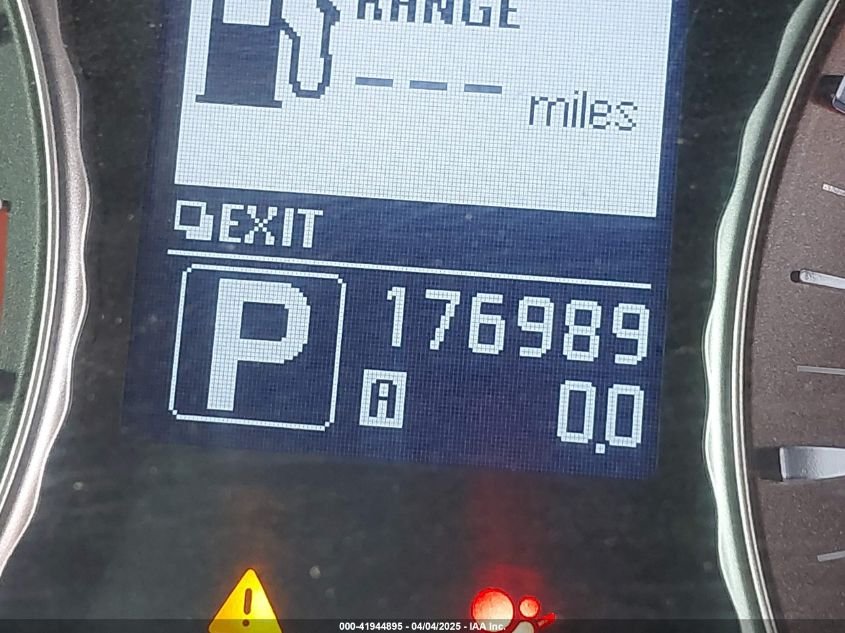 RANGE
--- miles
EXIT
P
176989
A 0.0
000-41944895 - 04/04/2025 - IAA Inc.